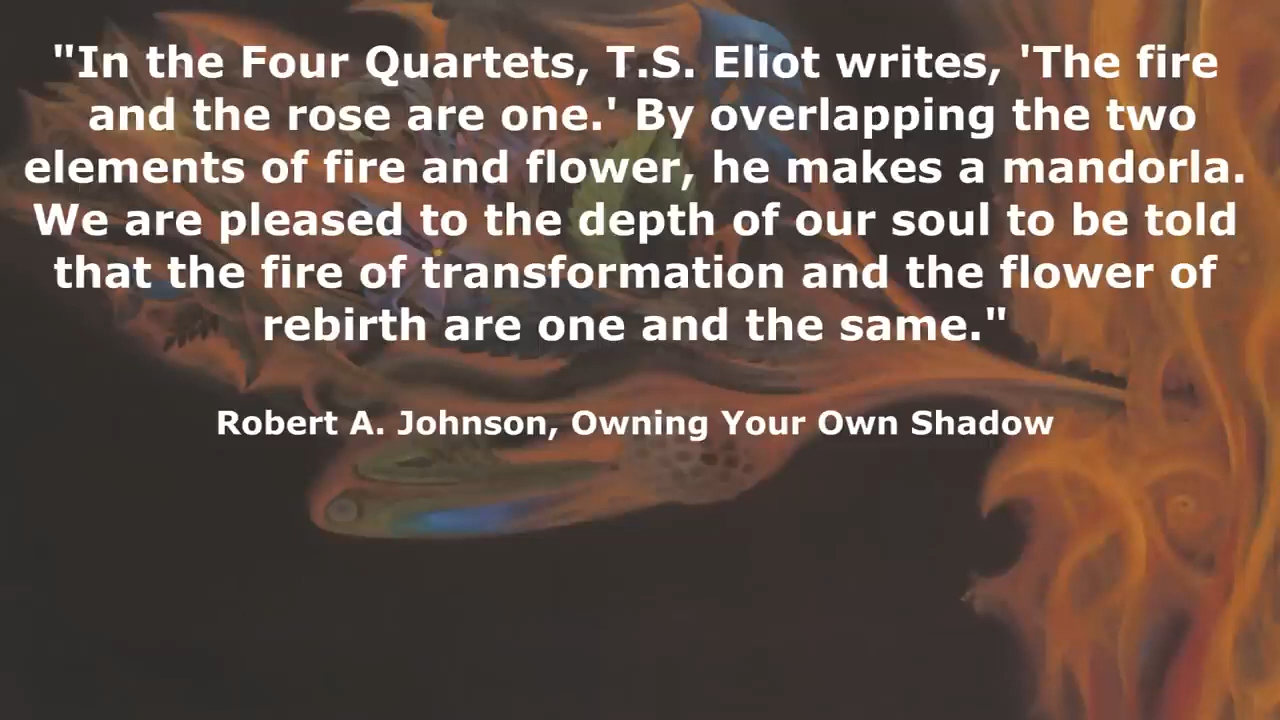 "In the Four Quartets, T.S. Eliot writes, 'The fire
and the rose are one.' By overlapping the two
elements of fire and flower, he makes a mandorla.
We are pleased to the depth of our soul to be told
that the fire of transformation and the flower of
rebirth are one and the same."
Robert A. Johnson, Owning Your Own Shadow